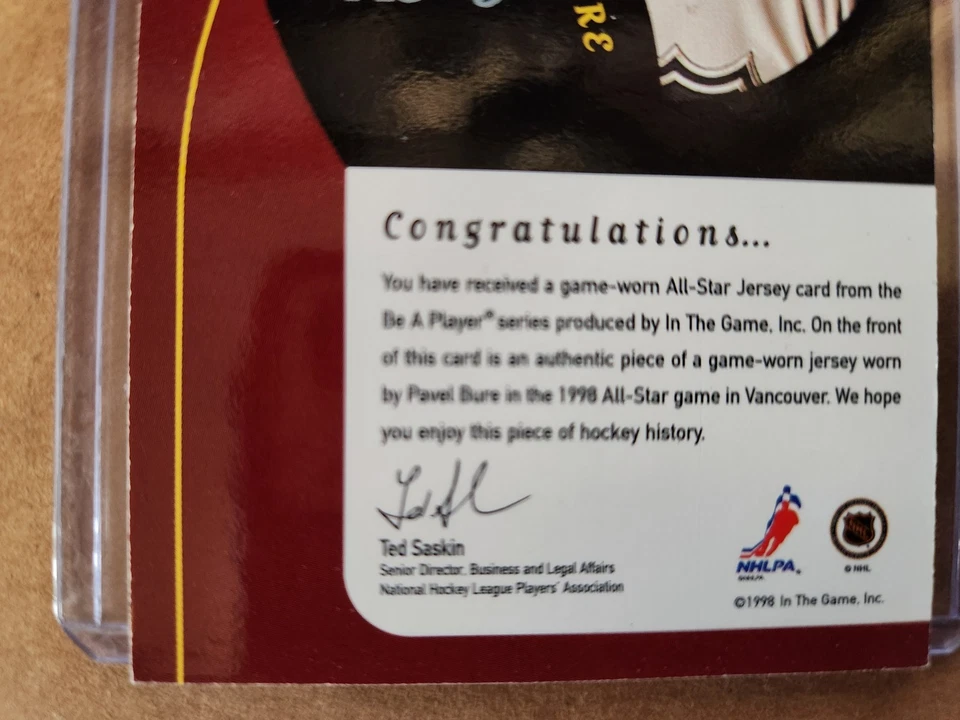 RE
Congratulations...
You have received a game-worn All-Star Jersey card from the
Be A Player® series produced by In The Game, Inc. On the front
of this card is an authentic piece of a game-worn jersey worn
by Pavel Bure in the 1998 All-Star game in Vancouver. We hope
you enjoy this piece of hockey history.
Ted Saskin
Senior Director, Business and Legal Affairs
National Hockey League Players' Association
NHLPA
NHL
© NHL
©1998 In The Game, Inc.